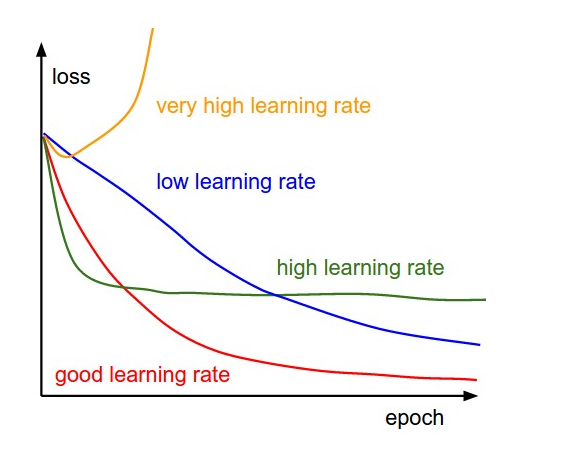 loss
very high learning rate
low learning rate
high learning rate
good learning rate
epoch